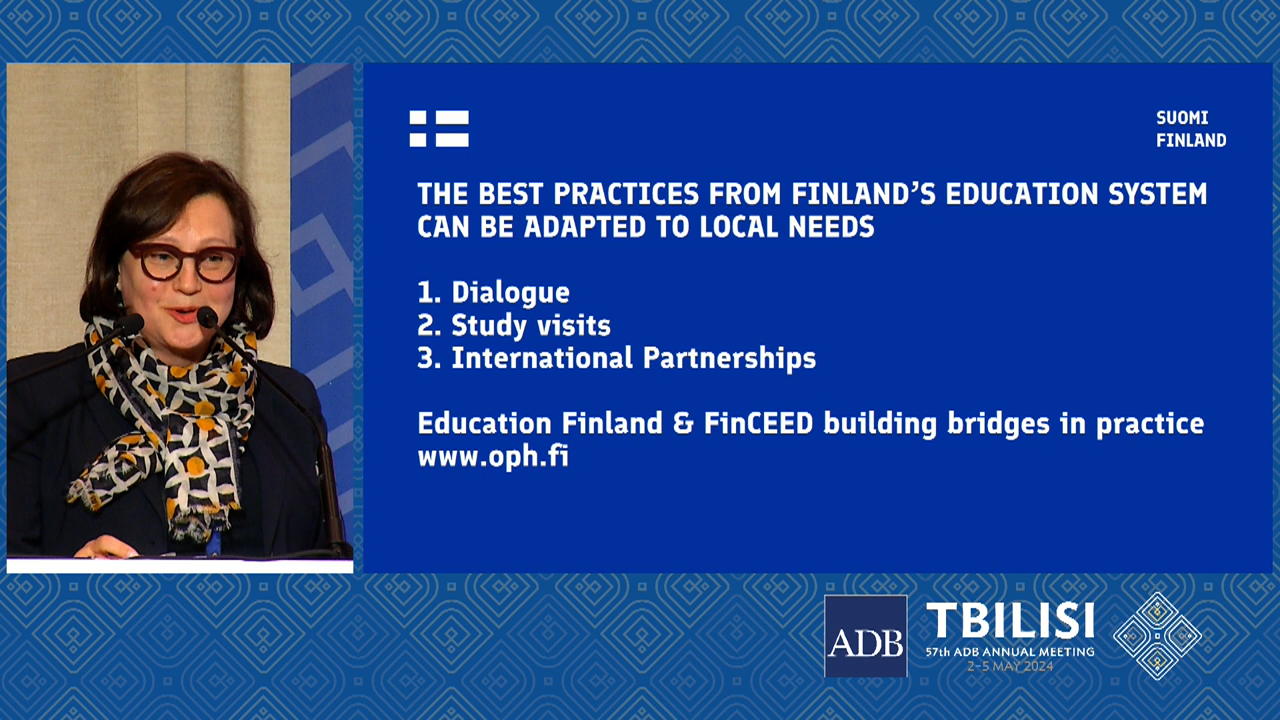 SUOMI
FINLAND
THE BEST PRACTICES FROM FINLAND’S EDUCATION SYSTEM
CAN BE ADAPTED TO LOCAL NEEDS
1. Dialogue
2. Study visits
3. International Partnerships
Education Finland & FinCEED building bridges in practice
www.oph.fi
ADB
TBILISI
57th ADB ANNUAL MEETING
2-5 MAY 2024